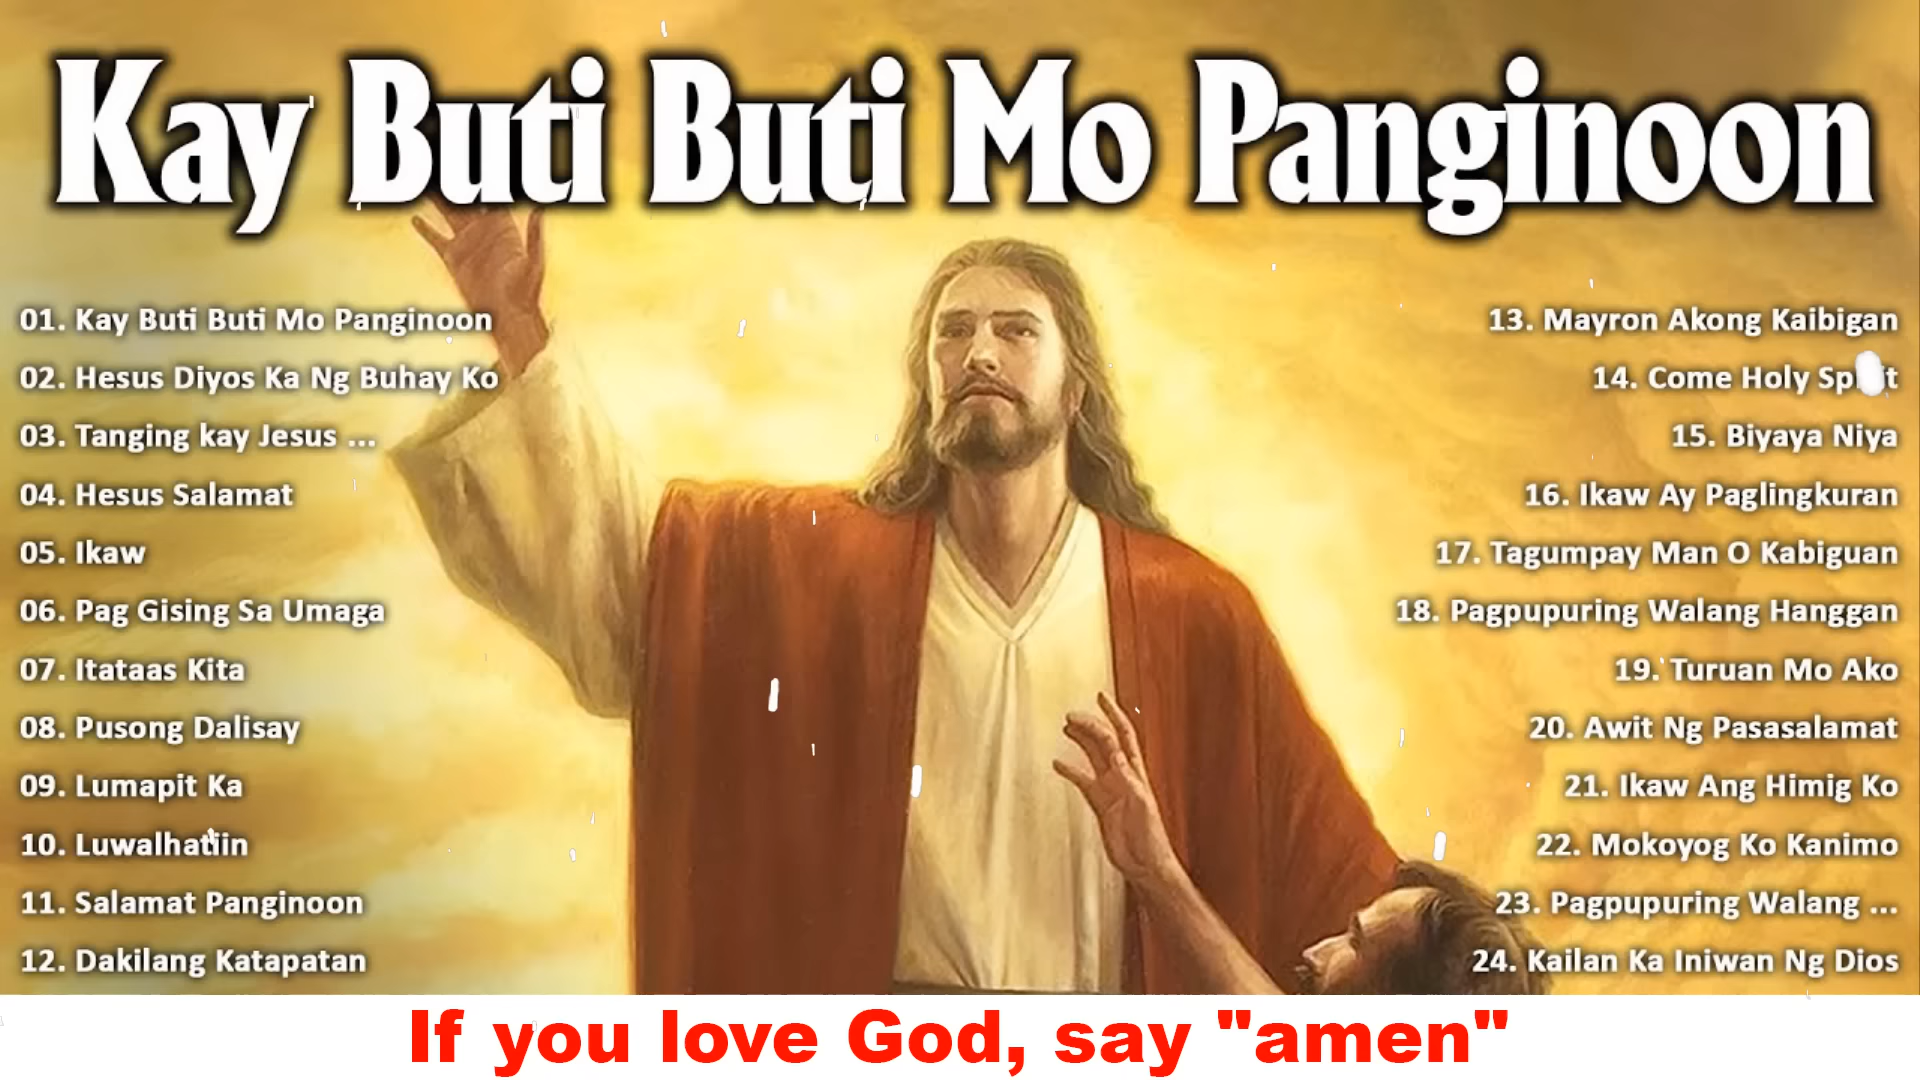 Kay Buti Buti Mo Panginoon
01. Kay Buti Buti Mo Panginoon
02. Hesus Diyos Ka Ng Buhay Ko
03. Tanging kay Jesus ...
04. Hesus Salamat
05. Ikaw
06. Pag Gising Sa Umaga
07. Itataas Kita
08. Pusong Dalisay
09. Lumapit Ka
10. Luwalhatiin
11. Salamat Panginoon
12. Dakilang Katapatan
13. Mayron Akong Kaibigan
14. Come Holy Spirit
15. Biyaya Niya
16. Ikaw Ay Paglingkuran
17. Tagumpay Man O Kabiguan
18. Pagpupuring Walang Hanggan
19. Turuan Mo Ako
20. Awit Ng Pasasalamat
21. Ikaw Ang Himig Ko
22. Mokoyog Ko Kanimo
23. Pagpupuring Walang ...
24. Kailan Ka Iniwan Ng Dios
If you love God, say "amen"